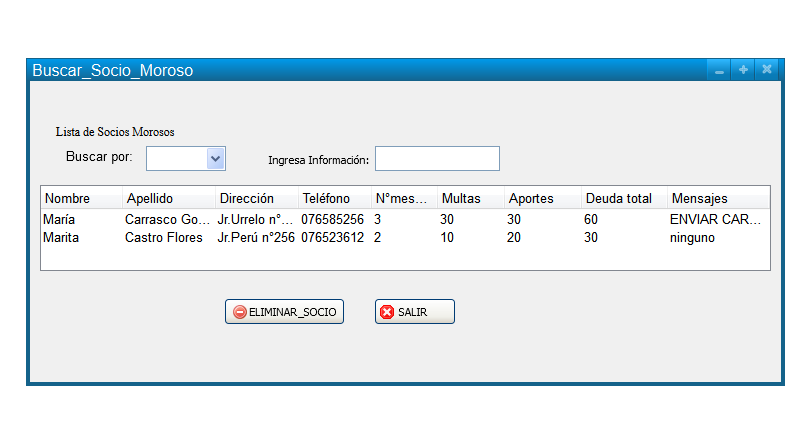 Buscar_Socio_Moroso
Lista de Socios Morosos
Buscar por:
Ingresa Información:
Nombre Apellido Dirección Teléfono N°mes... Multas Aportes Deuda total Mensajes
María Carrasco Go... Jr.Urrelo n°... 076585256 3 30 30 60 ENVIAR CAR...
Marita Castro Flores Jr.Perú n°256 076523612 2 10 20 30 ninguno
ELIMINAR_SOCIO SALIR